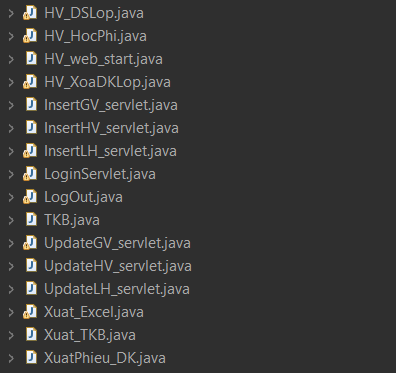 HV_DSLop.java
HV_HocPhi.java
HV_web_start.java
HV_XoaDKLop.java
InsertGV_servlet.java
InsertHV_servlet.java
InsertLH_servlet.java
LoginServlet.java
LogOut.java
TKB.java
UpdateGV_servlet.java
UpdateHV_servlet.java
UpdateLH_servlet.java
Xuat_Excel.java
Xuat_TKB.java
XuatPhieu_DK.java